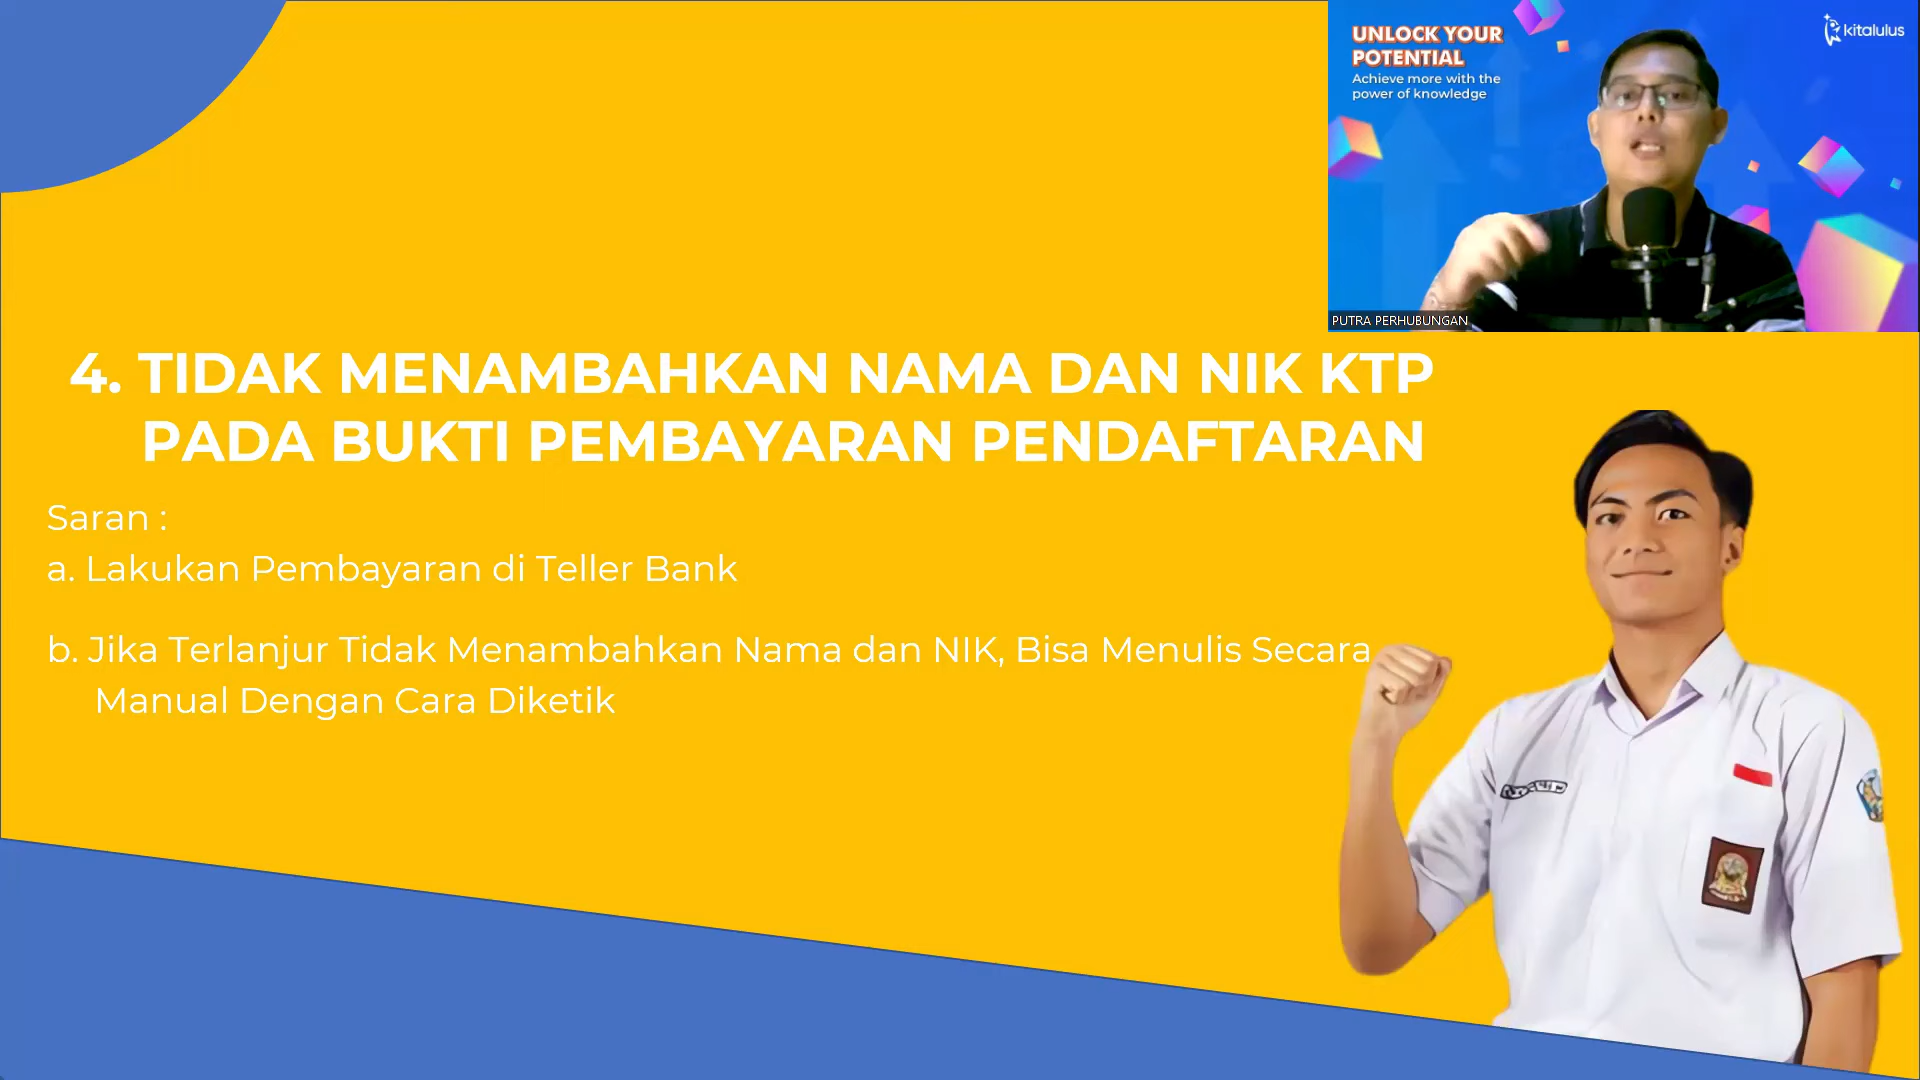 UNLOCK YOUR
POTENTIAL
Achieve more with the
power of knowledge
kitalulus
PUTRA PERHUBUNGAN
4. TIDAK MENAMBAHKAN NAMA DAN NIK KTP
PADA BUKTI PEMBAYARAN PENDAFTARAN
Saran :
a. Lakukan Pembayaran di Teller Bank
b. Jika Terlanjur Tidak Menambahkan Nama dan NIK, Bisa Menulis Secara
Manual Dengan Cara Diketik